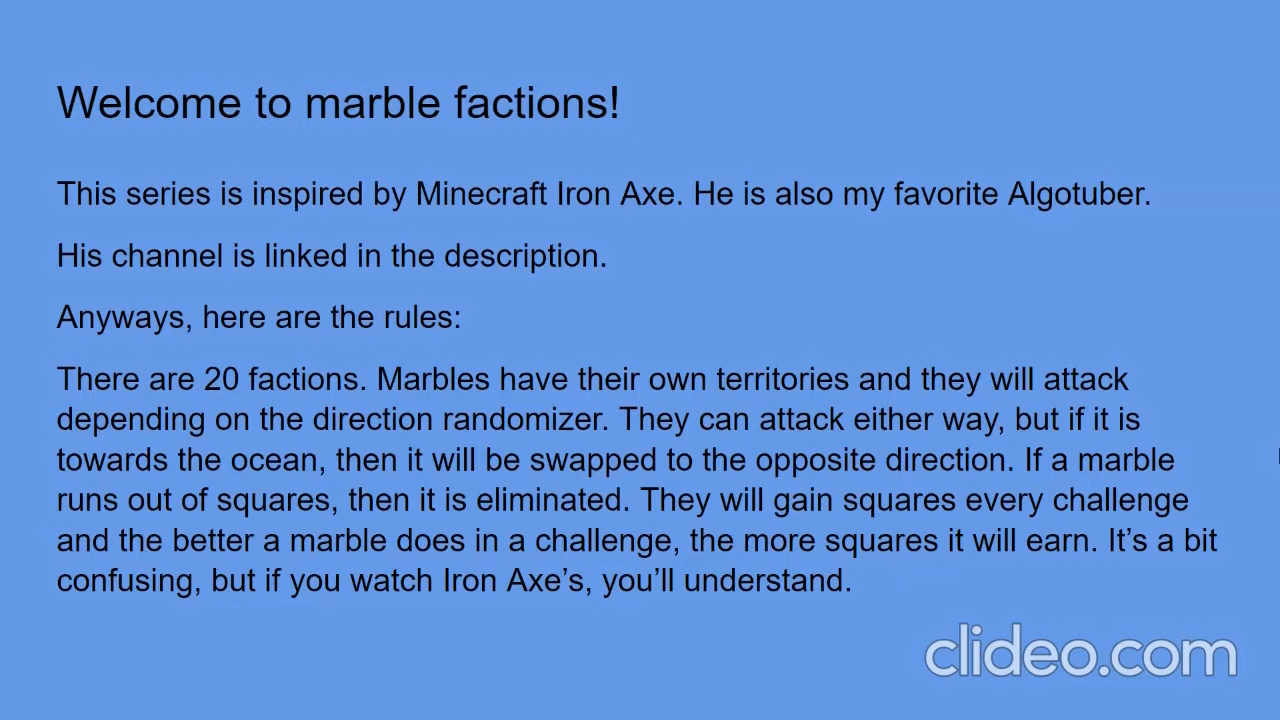 Welcome to marble factions!
This series is inspired by Minecraft Iron Axe. He is also my favorite Algotuber.
His channel is linked in the description.
Anyways, here are the rules:
There are 20 factions. Marbles have their own territories and they will attack
depending on the direction randomizer. They can attack either way, but if it is
towards the ocean, then it will be swapped to the opposite direction. If a marble
runs out of squares, then it is eliminated. They will gain squares every challenge
and the better a marble does in a challenge, the more squares it will earn. It’s a bit
confusing, but if you watch Iron Axe’s, you’ll understand.
clideo.com